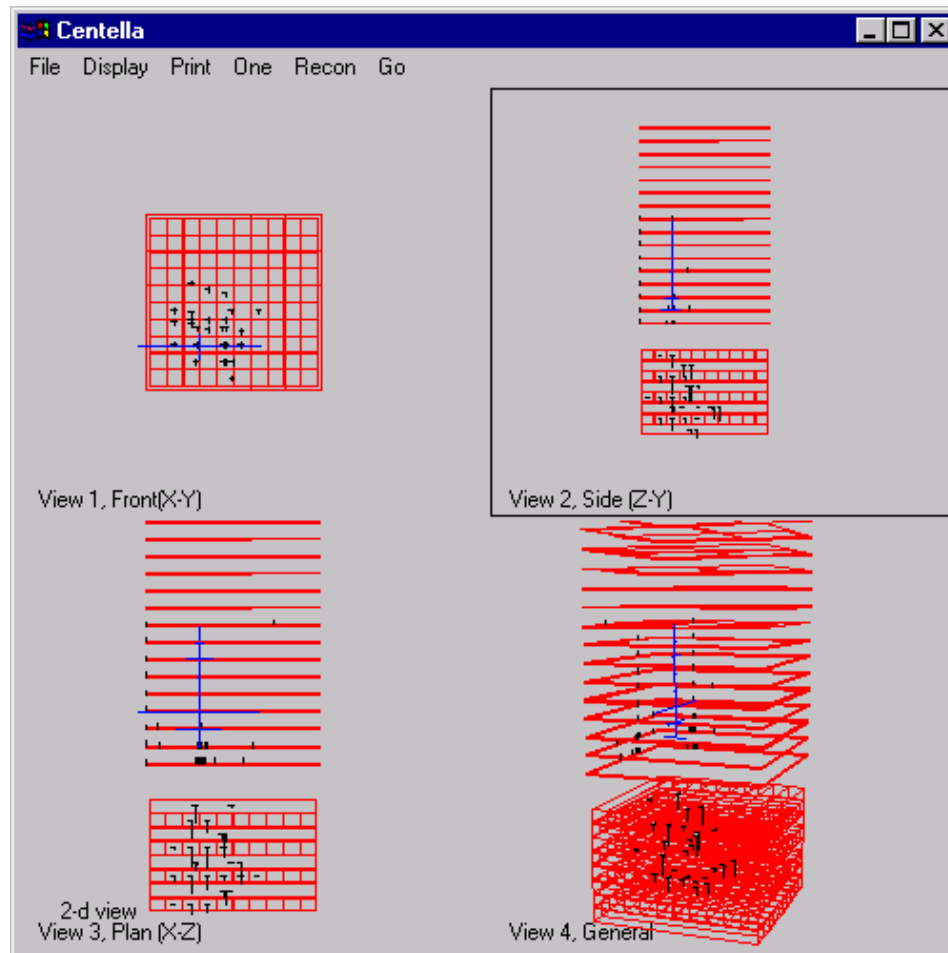 Centella
File Display Print One Recon Go
View 1, Front(X-Y)
View 2, Side (Z-Y)
2-d view
View 3, Plan (X-Z)
View 4, General